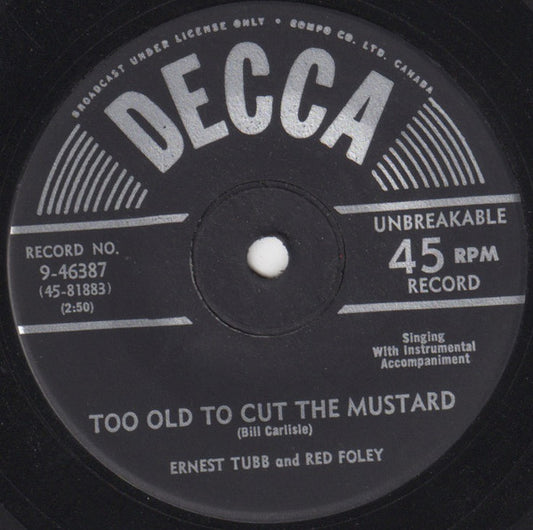 BROADCAST UNDER LICENSE ONLY • COMPO CO. LTD. CANADA
DECCA
RECORD NO.
9-46387
(45-81883)
(2:50)
UNBREAKABLE
45 RPM
RECORD
Singing
With Instrumental
Accompaniment
TOO OLD TO CUT THE MUSTARD
(Bill Carlisle)
ERNEST TUBB and RED FOLEY